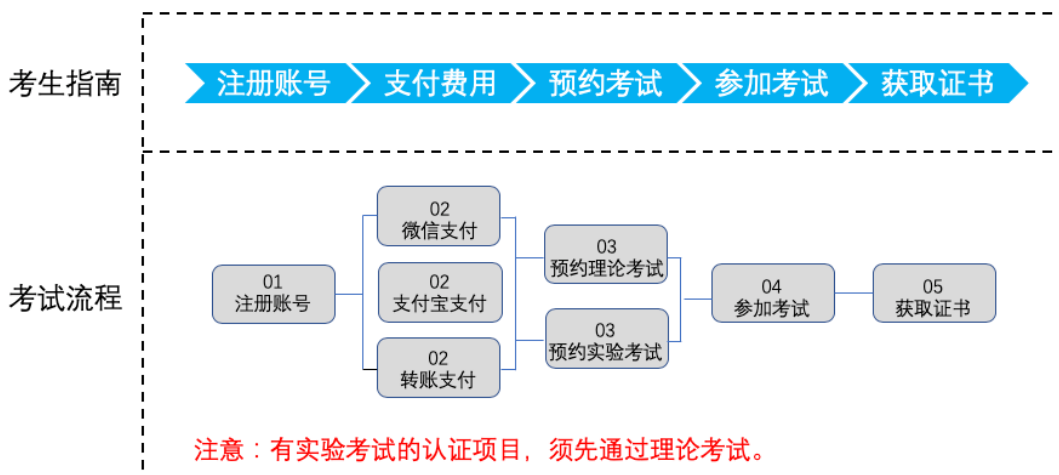 考生指南
注册账号
支付费用
预约考试
参加考试
获取证书
考试流程
01
注册账号
02
微信支付
02
支付宝支付
02
转账支付
03
预约理论考试
03
预约实验考试
04
参加考试
05
获取证书
注意：有实验考试的认证项目，须先通过理论考试。